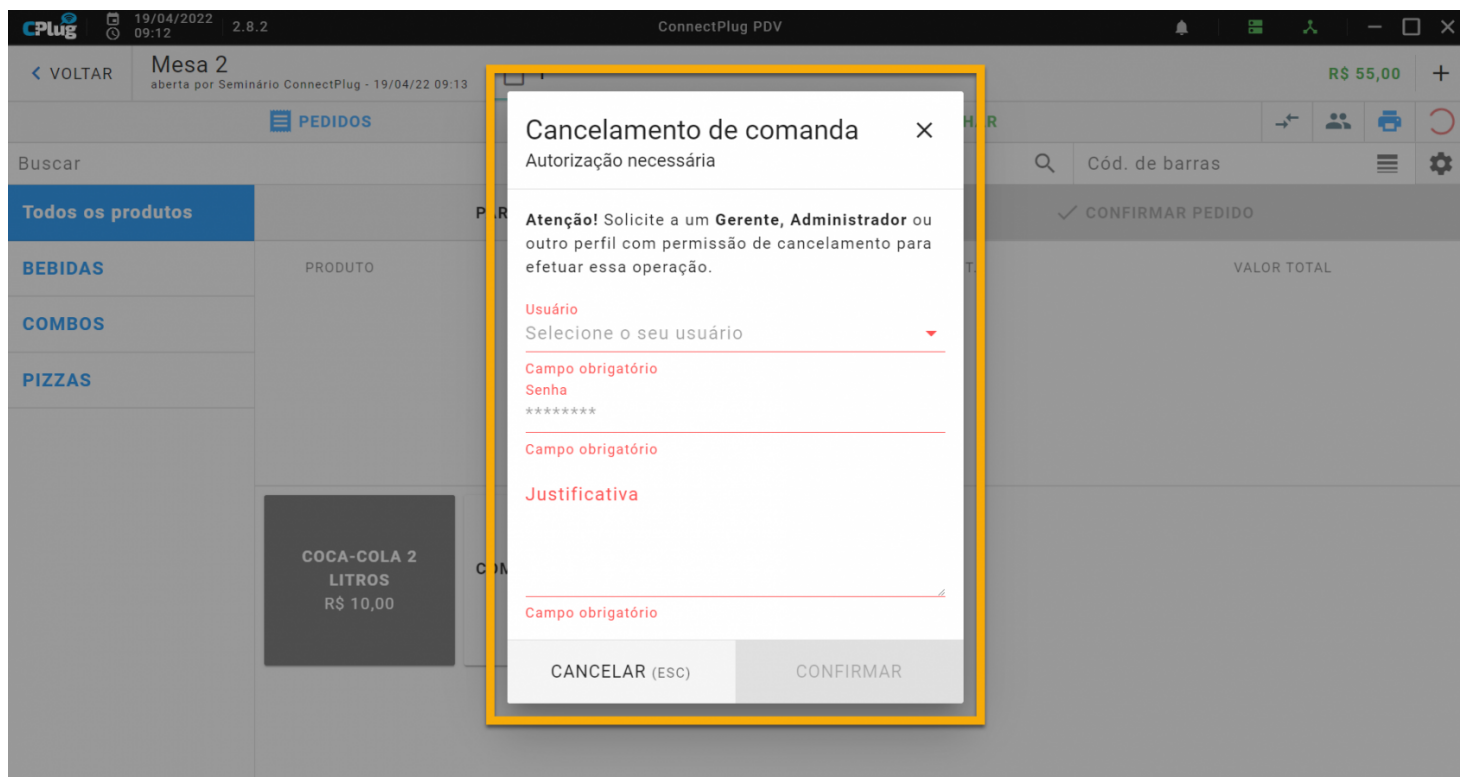 CPlug 19/04/2022 09:12 2.8.2 ConnectPlug PDV
VOLTAR Mesa 2 R$ 55,00
aberta por Seminário ConnectPlug - 19/04/22 09:13
PEDIDOS
Buscar Cód. de barras
Todos os produtos CONFIRMAR PEDIDO
BEBIDAS PRODUTO VALOR TOTAL
COMBOS
PIZZAS
COCA-COLA 2
LITROS
R$ 10,00
Cancelamento de comanda
Autorização necessária
Atenção! Solicite a um Gerente, Administrador ou
outro perfil com permissão de cancelamento para
efetuar essa operação.
Usuário
Selecione o seu usuário
Campo obrigatório
Senha
********
Campo obrigatório
Justificativa
Campo obrigatório
CANCELAR (ESC) CONFIRMAR